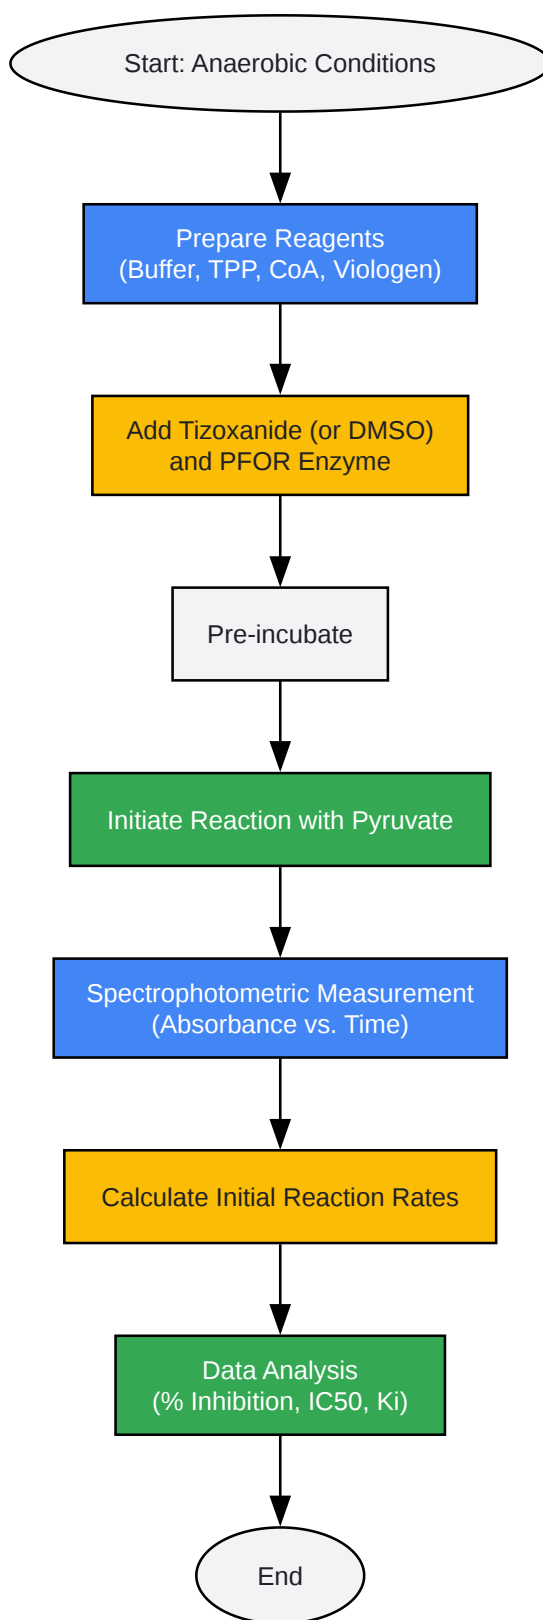 Start: Anaerobic Conditions
Prepare Reagents
(Buffer, TPP, CoA, Viologen)
Add Tizoxanide (or DMSO)
and PFOR Enzyme
Pre-incubate
Initiate Reaction with Pyruvate
Spectrophotometric Measurement
(Absorbance vs. Time)
Calculate Initial Reaction Rates
Data Analysis
(% Inhibition, IC50, Ki)
End